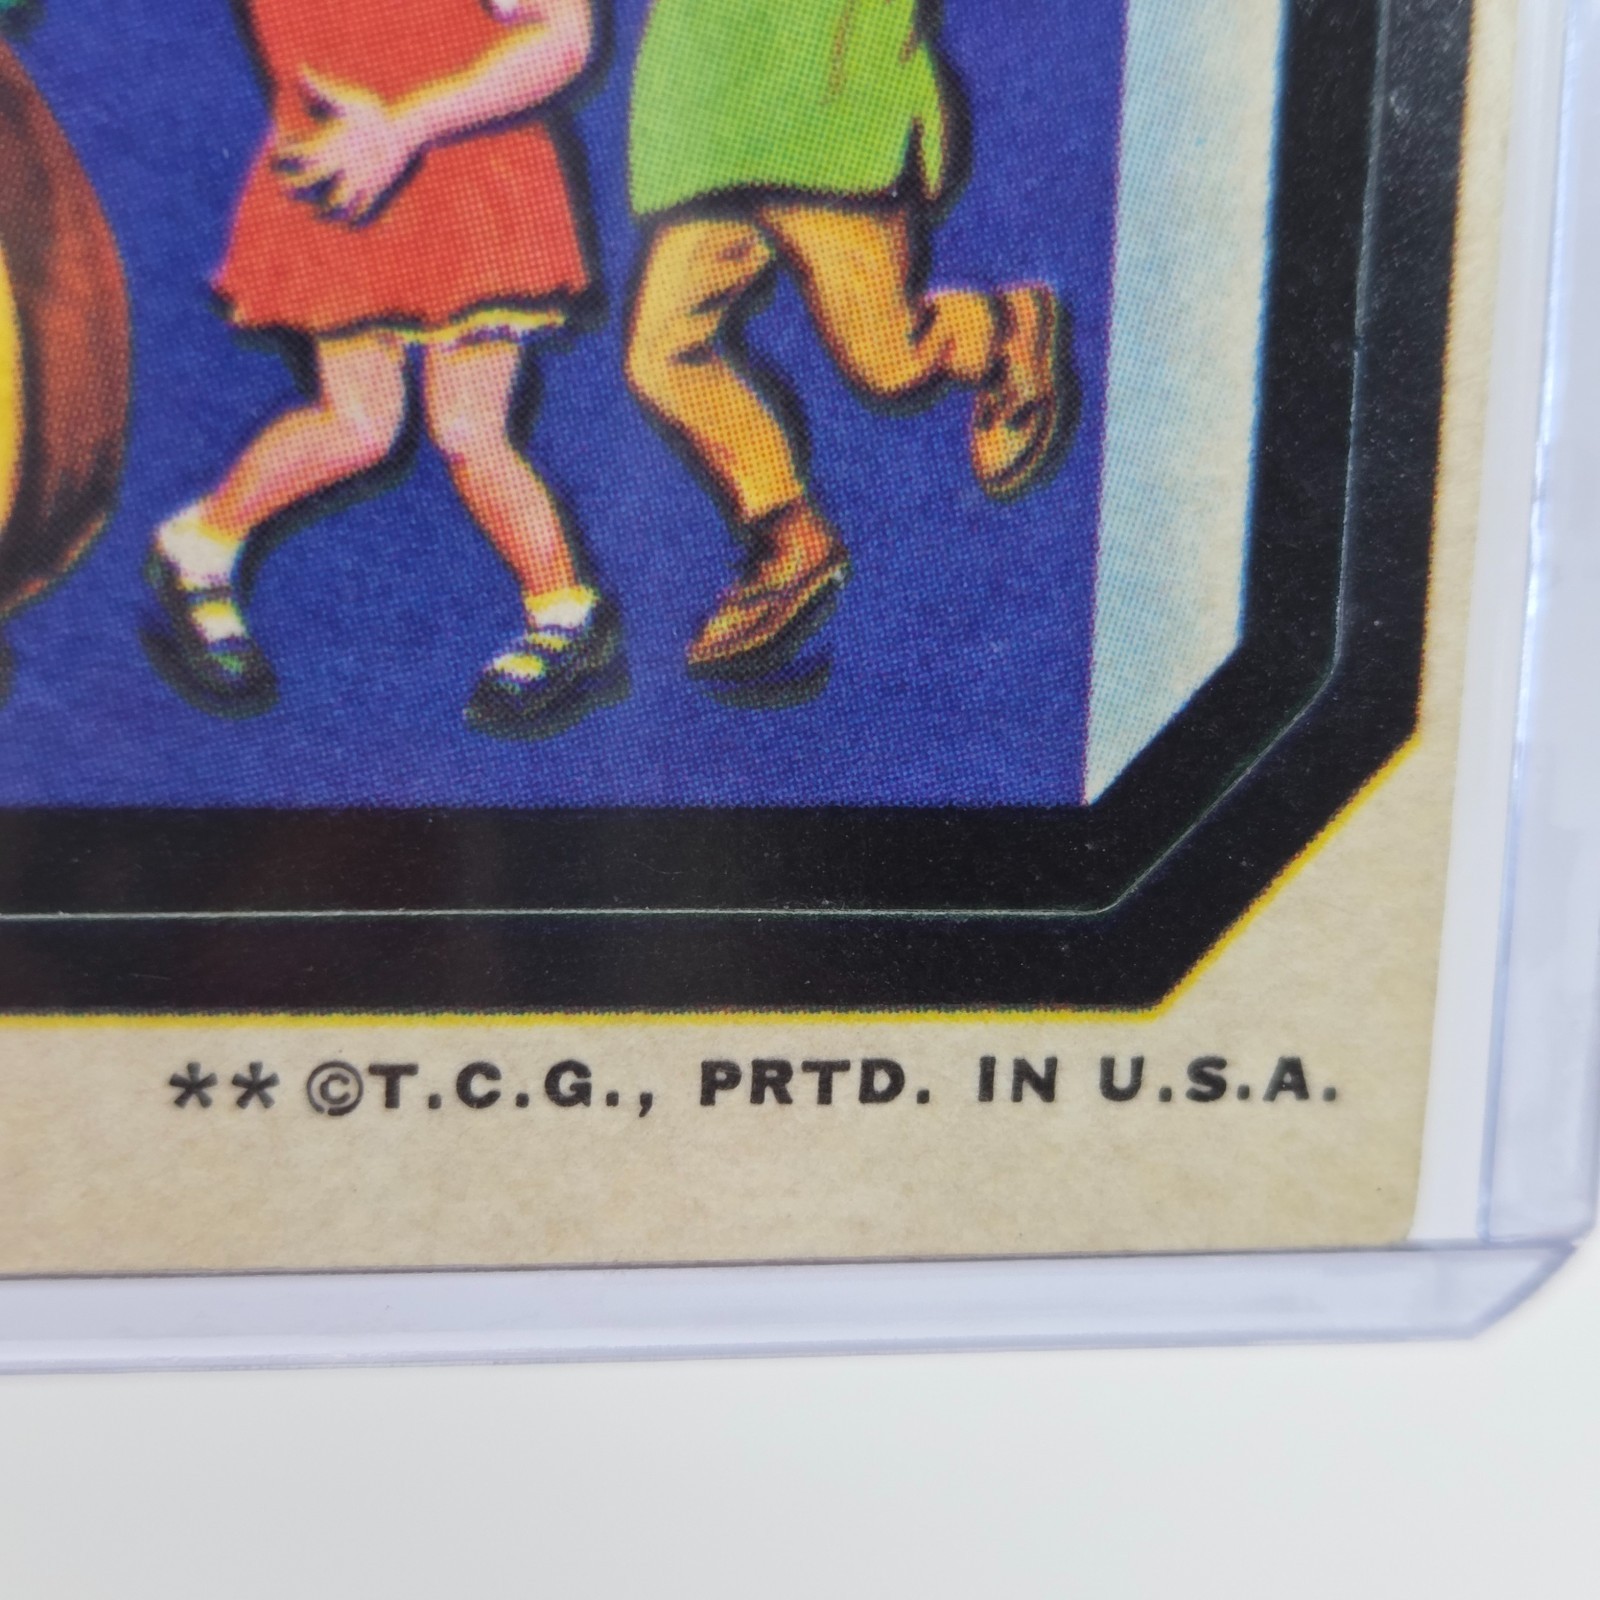 **©T.C.G., PRTD. IN U.S.A.